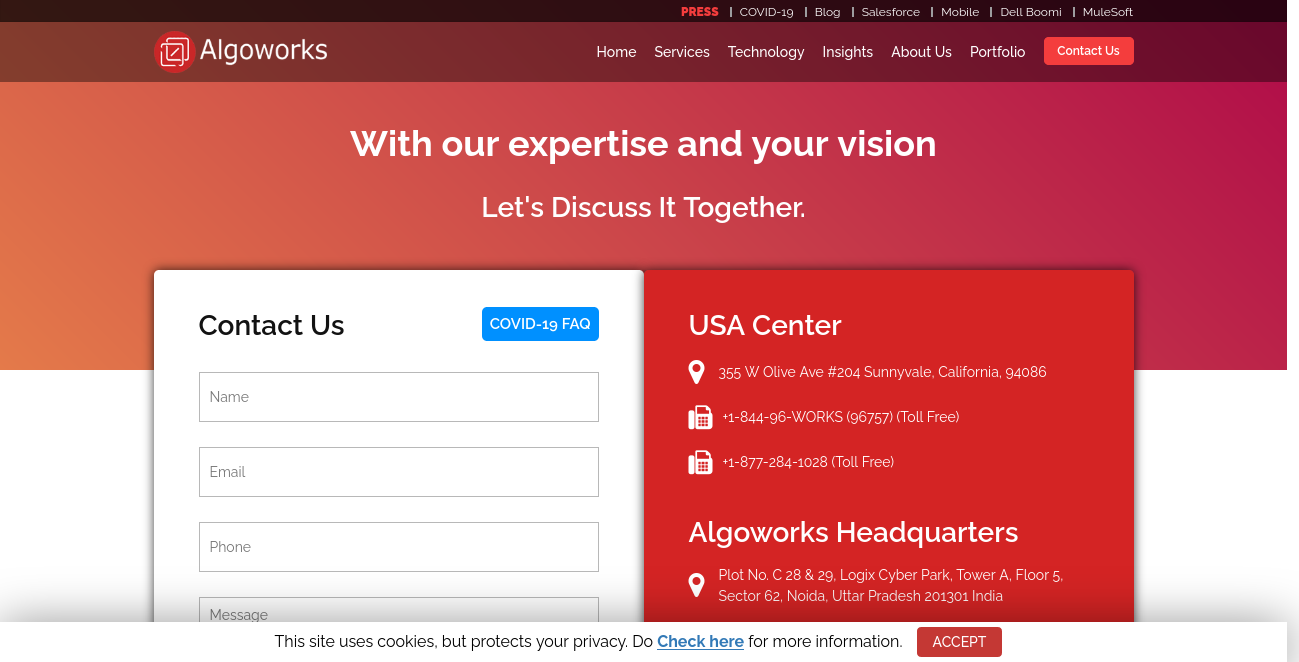 PRESS | COVID-19 | Blog | Salesforce | Mobile | Dell Boomi | MuleSoft
Algoworks Home Services Technology Insights About Us Portfolio Contact Us
With our expertise and your vision
Let's Discuss It Together.
Contact Us COVID-19 FAQ
Name
Email
Phone
Message
USA Center
355 W Olive Ave #204 Sunnyvale, California, 94086
+1-844-96-WORKS (96757) (Toll Free)
+1-877-284-1028 (Toll Free)
Algoworks Headquarters
Plot No. C 28 & 29, Logix Cyber Park, Tower A, Floor 5,
Sector 62, Noida, Uttar Pradesh 201301 India
This site uses cookies, but protects your privacy. Do Check here for more information. ACCEPT